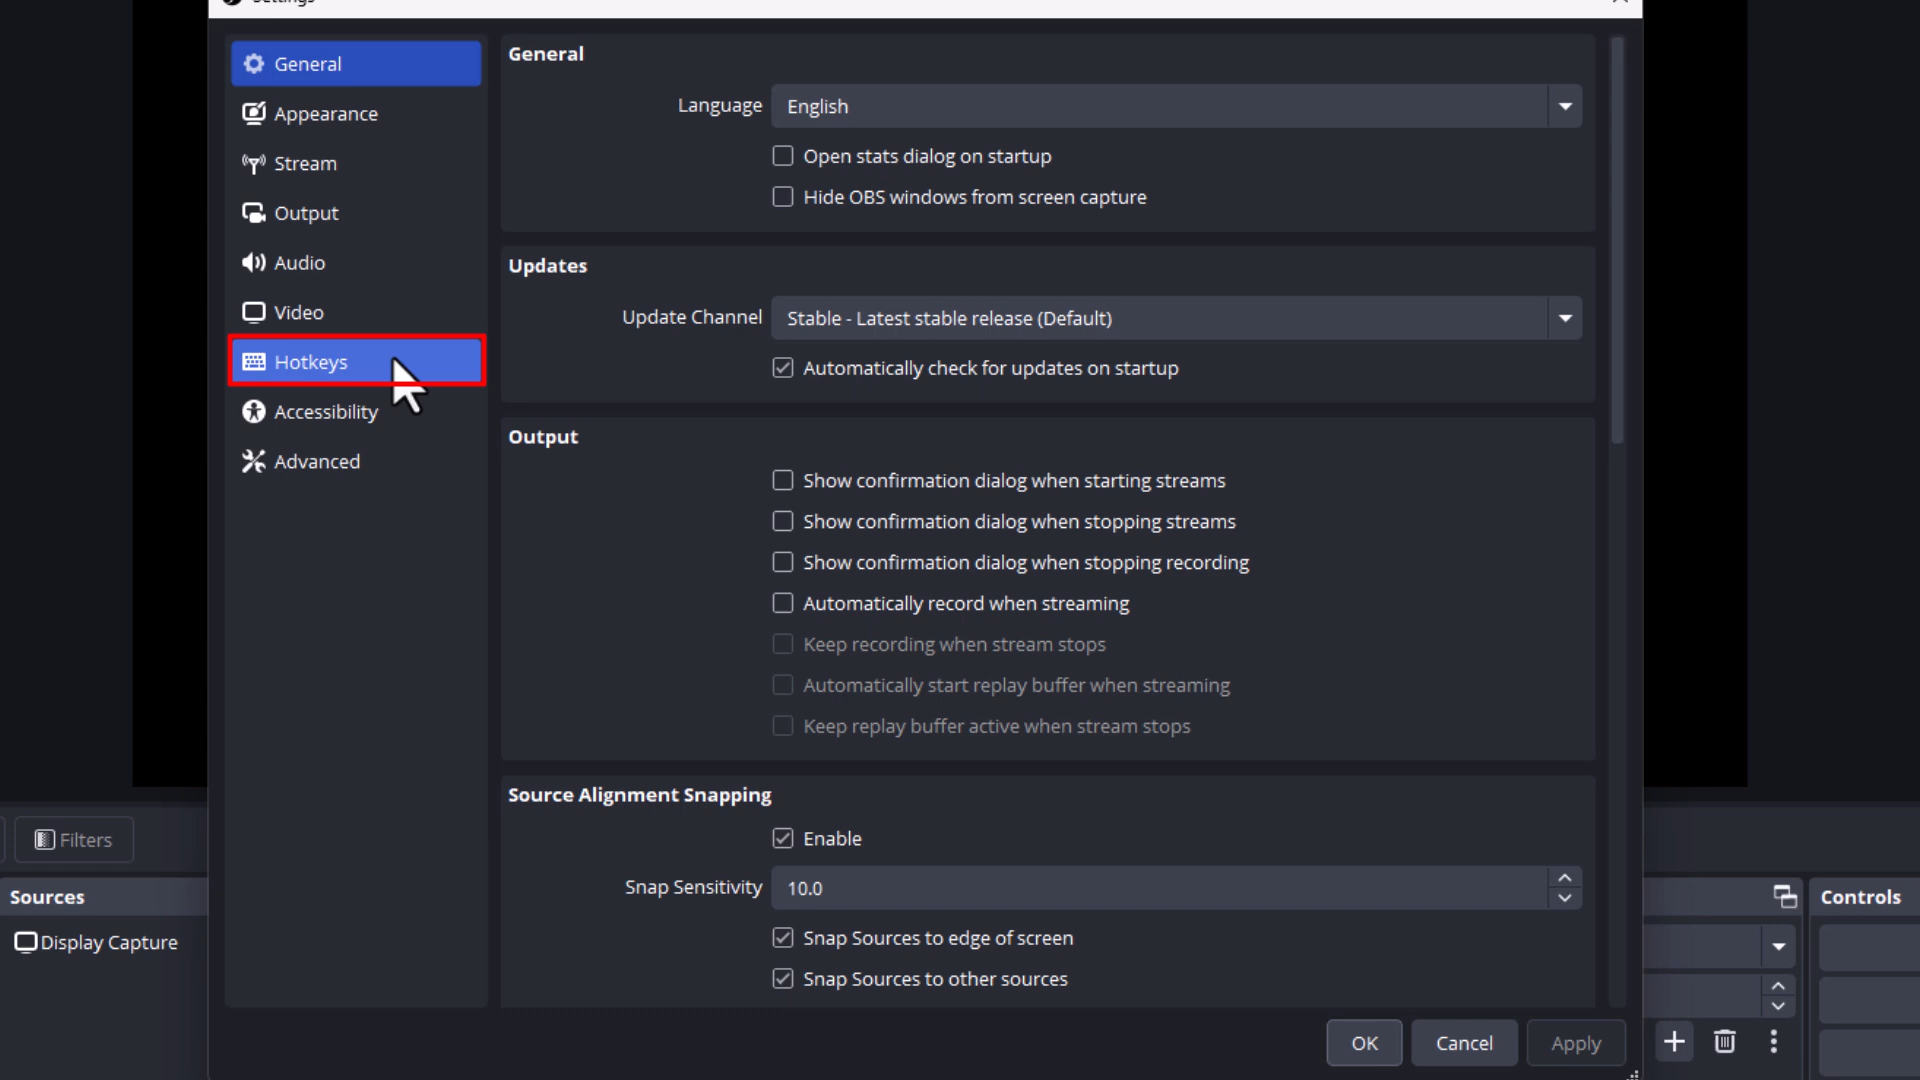 Settings
General
Appearance
Stream
Output
Audio
Video
Hotkeys
Accessibility
Advanced
General
Language English
Open stats dialog on startup
Hide OBS windows from screen capture
Updates
Update Channel Stable - Latest stable release (Default)
Automatically check for updates on startup
Output
Show confirmation dialog when starting streams
Show confirmation dialog when stopping streams
Show confirmation dialog when stopping recording
Automatically record when streaming
Keep recording when stream stops
Automatically start replay buffer when streaming
Keep replay buffer active when stream stops
Source Alignment Snapping
Enable
Snap Sensitivity 10.0
Snap Sources to edge of screen
Snap Sources to other sources
OK Cancel Apply
Filters
Sources
Display Capture
Controls